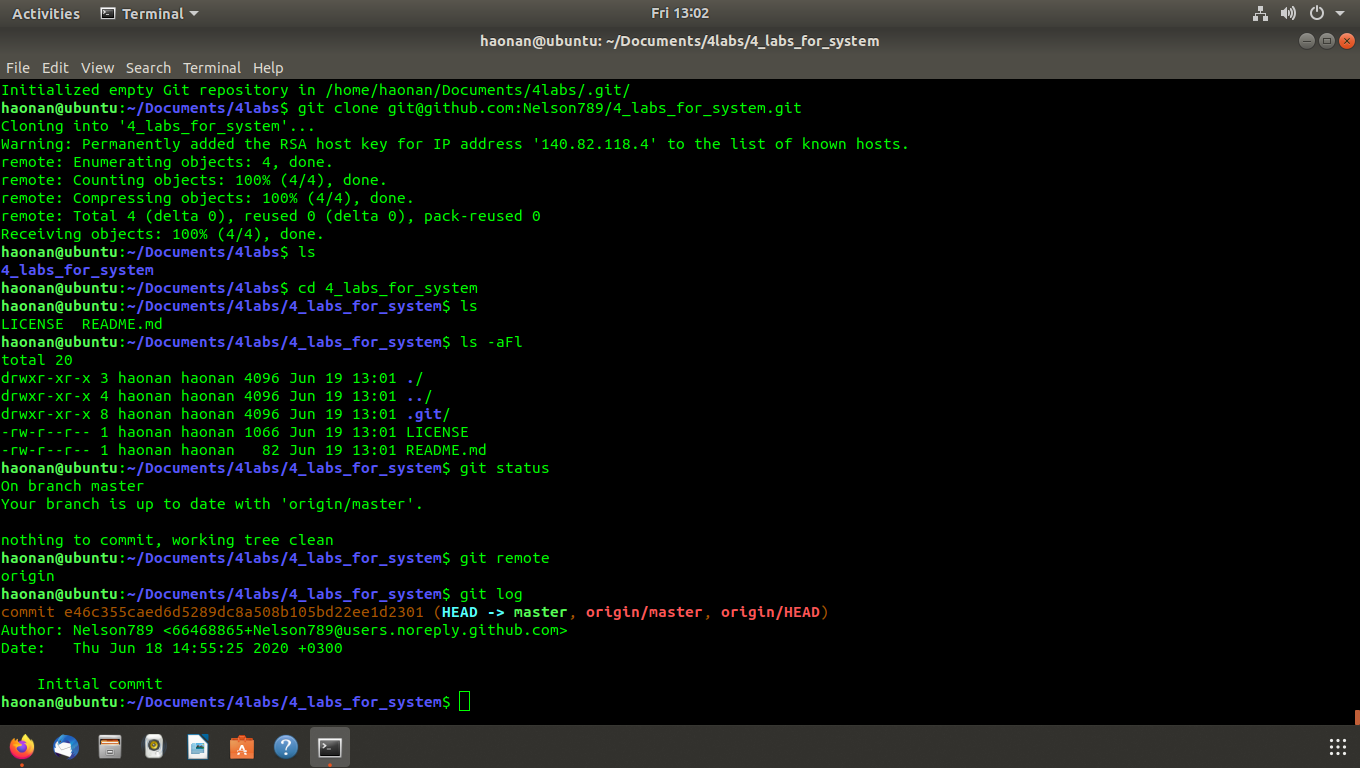 Activities Terminal Fri 13:02
haonan@ubuntu: ~/Documents/4labs/4_labs_for_system
File Edit View Search Terminal Help
Initialized empty Git repository in /home/haonan/Documents/4labs/.git/
haonan@ubuntu:~/Documents/4labs$ git clone git@github.com:Nelson789/4_labs_for_system.git
Cloning into '4_labs_for_system'...
Warning: Permanently added the RSA host key for IP address '140.82.118.4' to the list of known hosts.
remote: Enumerating objects: 4, done.
remote: Counting objects: 100% (4/4), done.
remote: Compressing objects: 100% (4/4), done.
remote: Total 4 (delta 0), reused 0 (delta 0), pack-reused 0
Receiving objects: 100% (4/4), done.
haonan@ubuntu:~/Documents/4labs$ ls
4_labs_for_system
haonan@ubuntu:~/Documents/4labs$ cd 4_labs_for_system
haonan@ubuntu:~/Documents/4labs/4_labs_for_system$ ls
LICENSE  README.md
haonan@ubuntu:~/Documents/4labs/4_labs_for_system$ ls -aFl
total 20
drwxr-xr-x 3 haonan haonan 4096 Jun 19 13:01 ./
drwxr-xr-x 4 haonan haonan 4096 Jun 19 13:01 ../
drwxr-xr-x 8 haonan haonan 4096 Jun 19 13:01 .git/
-rw-r--r-- 1 haonan haonan 1066 Jun 19 13:01 LICENSE
-rw-r--r-- 1 haonan haonan   82 Jun 19 13:01 README.md
haonan@ubuntu:~/Documents/4labs/4_labs_for_system$ git status
On branch master
Your branch is up to date with 'origin/master'.

nothing to commit, working tree clean
haonan@ubuntu:~/Documents/4labs/4_labs_for_system$ git remote
origin
haonan@ubuntu:~/Documents/4labs/4_labs_for_system$ git log
commit e46c355caed6d5289dc8a508b105bd22ee1d2301 (HEAD -> master, origin/master, origin/HEAD)
Author: Nelson789 <66468865+Nelson789@users.noreply.github.com>
Date:   Thu Jun 18 14:55:25 2020 +0300

    Initial commit
haonan@ubuntu:~/Documents/4labs/4_labs_for_system$